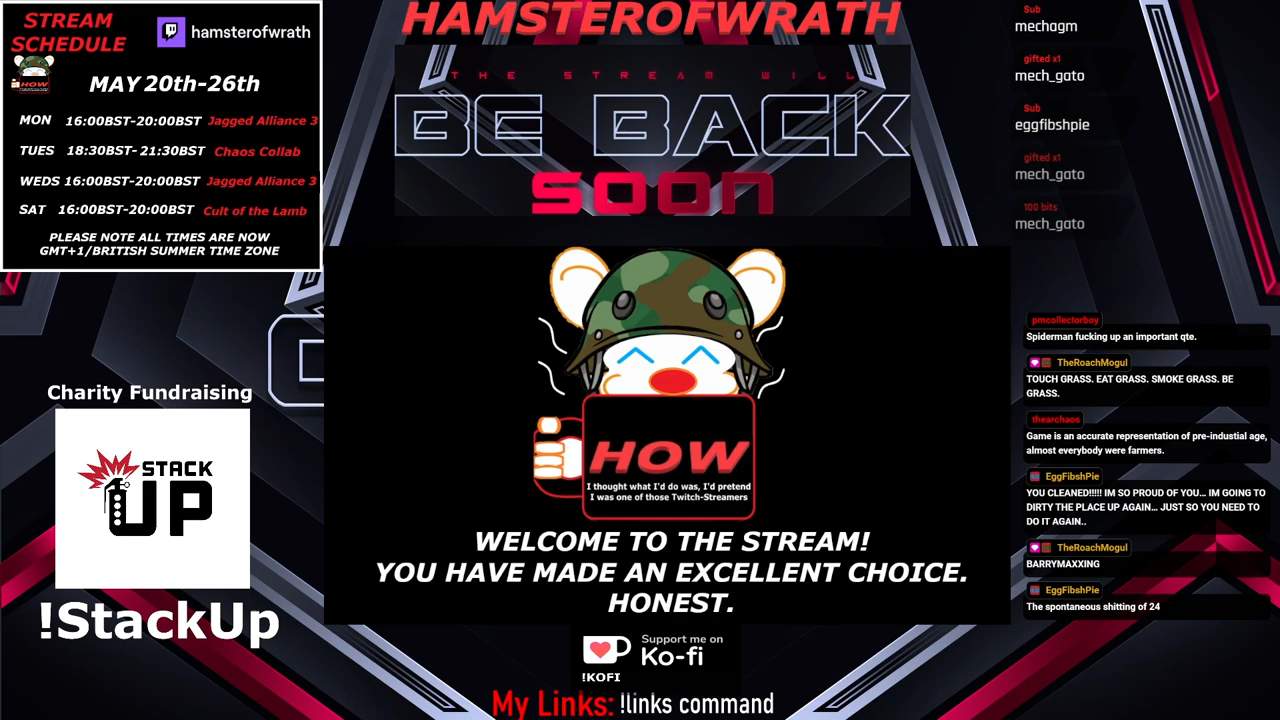 STREAM
SCHEDULE
hamsterofwrath
HOW
MAY 20th-26th
MON 16:00BST-20:00BST Jagged Alliance 3
TUES 18:30BST-21:30BST Chaos Collab
WEDS 16:00BST-20:00BST Jagged Alliance 3
SAT 16:00BST-20:00BST Cult of the Lamb
PLEASE NOTE ALL TIMES ARE NOW
GMT+1/BRITISH SUMMER TIME ZONE
Charity Fundraising
STACK
UP
!StackUp
HAMSTEROFWRATH
THE STREAM WILL
BE BACK
SOON
HOW
I thought what I'd do was, I'd pretend
I was one of those Twitch-Streamers
WELCOME TO THE STREAM!
YOU HAVE MADE AN EXCELLENT CHOICE.
HONEST.
Support me on
Ko-fi
!KOFI
My Links: !links command
Sub
mechagm
gifted x1
mech_gato
Sub
eggfibshpie
gifted x1
mech_gato
100 bits
mech_gato
pmcollectorboy
Spiderman fucking up an important qte.
TheRoachMogul
TOUCH GRASS. EAT GRASS. SMOKE GRASS. BE
GRASS.
thearchaos
Game is an accurate representation of pre-industial age,
almost everybody were farmers.
EggFibshPie
YOU CLEANED!!!!! IM SO PROUD OF YOU... IM GOING TO
DIRTY THE PLACE UP AGAIN... JUST SO YOU NEED TO
DO IT AGAIN..
TheRoachMogul
BARRYMAXXING
EggFibshPie
The spontaneous shitting of 24